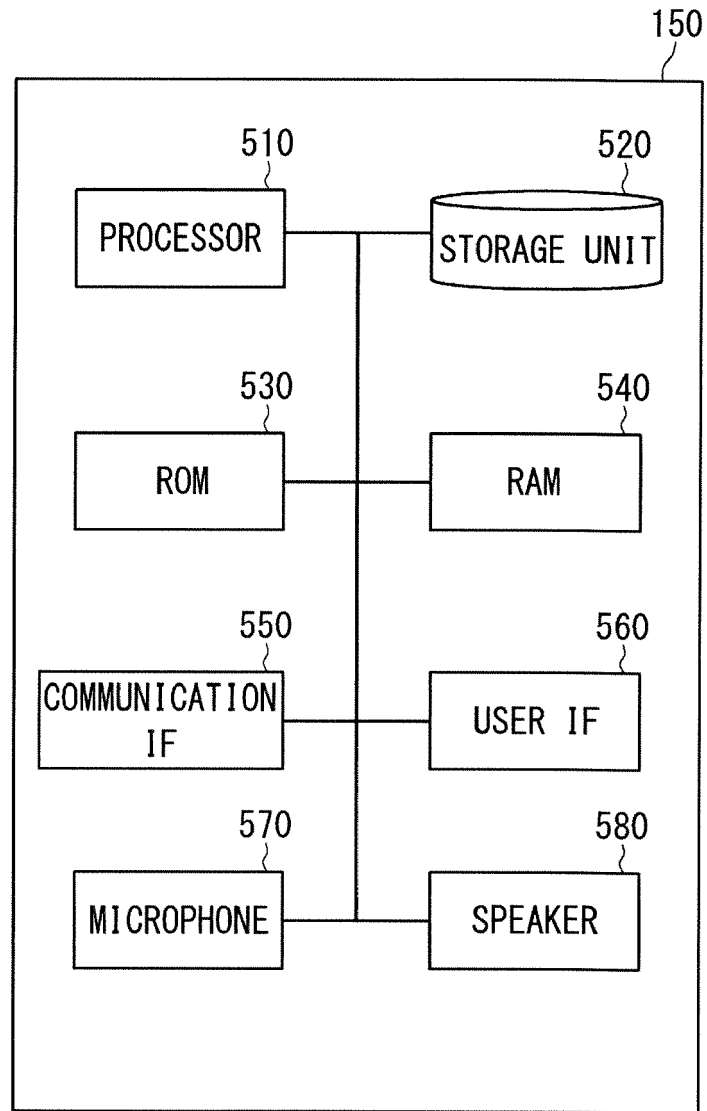 150
510
520
PROCESSOR
STORAGE UNIT
530
540
ROM
RAM
550
560
COMMUNICATION
IF
USER IF
570
580
MICROPHONE
SPEAKER